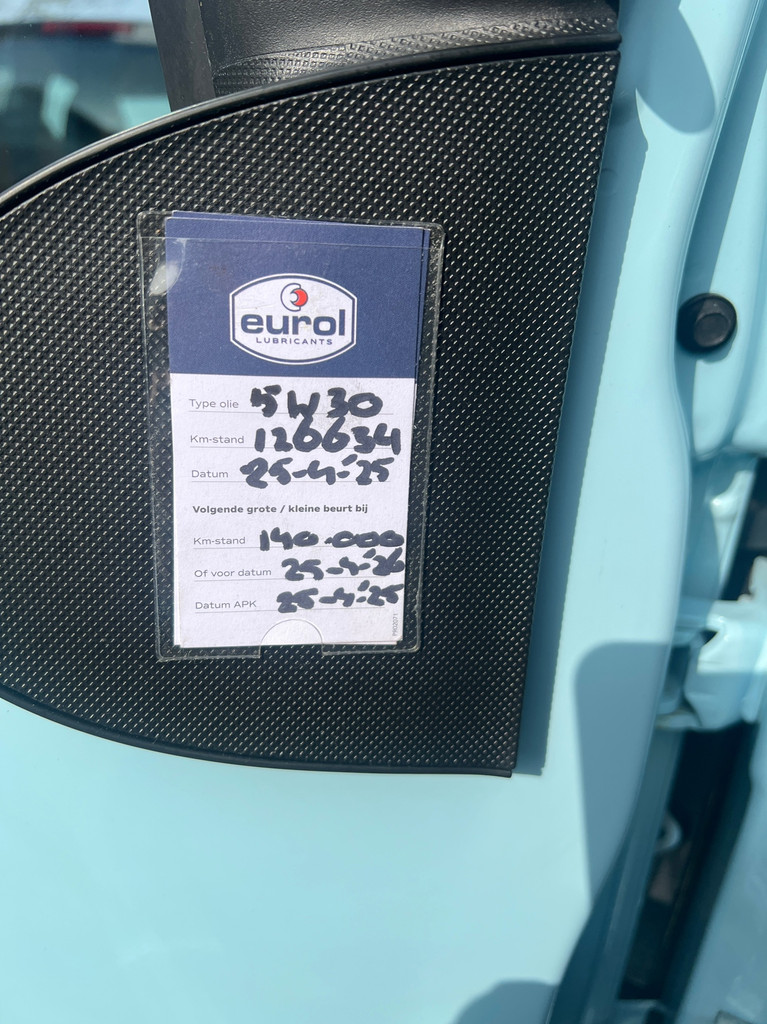 eurol
LUBRICANTS
Type olie 5W30
Km-stand 126634
Datum 25-4-'25
Volgende grote / kleine beurt bij
Km-stand 140.000
Of voor datum 25-4-'26
Datum APK 25-4-'25